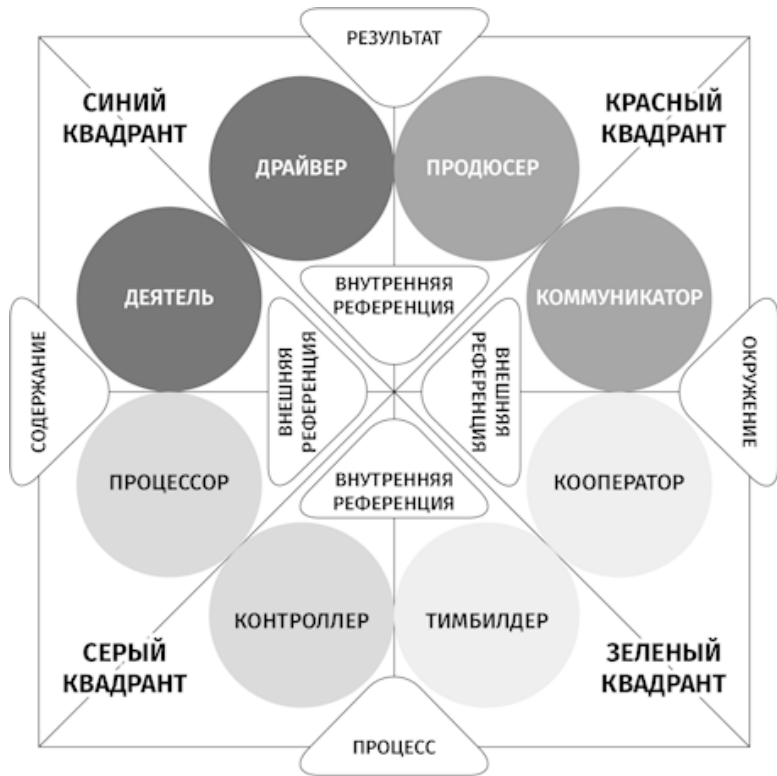 РЕЗУЛЬТАТ
СИНИЙ
КВАДРАНТ
КРАСНЫЙ
КВАДРАНТ
ДРАЙВЕР
ПРОДЮСЕР
ДЕЯТЕЛЬ
ВНУТРЕННЯЯ
РЕФЕРЕНЦИЯ
КОММУНИКАТОР
СОДЕРЖАНИЕ
ВНЕШНЯЯ
РЕФЕРЕНЦИЯ
ВНЕШНЯЯ
РЕФЕРЕНЦИЯ
ОКРУЖЕНИЕ
ПРОЦЕССОР
ВНУТРЕННЯЯ
РЕФЕРЕНЦИЯ
КООПЕРАТОР
КОНТРОЛЛЕР
ТИМБИЛДЕР
СЕРЫЙ
КВАДРАНТ
ЗЕЛЕНЫЙ
КВАДРАНТ
ПРОЦЕСС